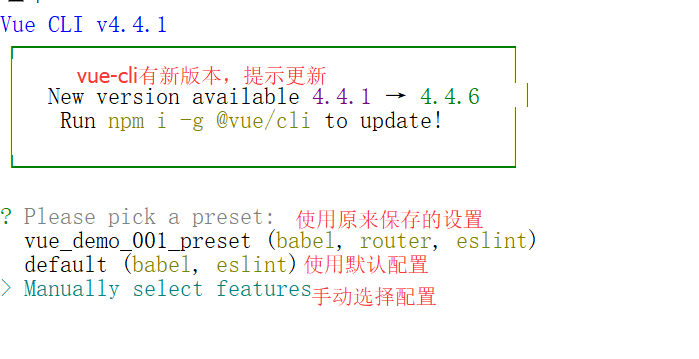 Vue CLI v4.4.1
vue-cli有新版本，提示更新
New version available 4.4.1 → 4.4.6
Run npm i -g @vue/cli to update!
? Please pick a preset: 使用原来保存的设置
vue_demo_001_preset (babel, router, eslint)
default (babel, eslint) 使用默认配置
> Manually select features 手动选择配置